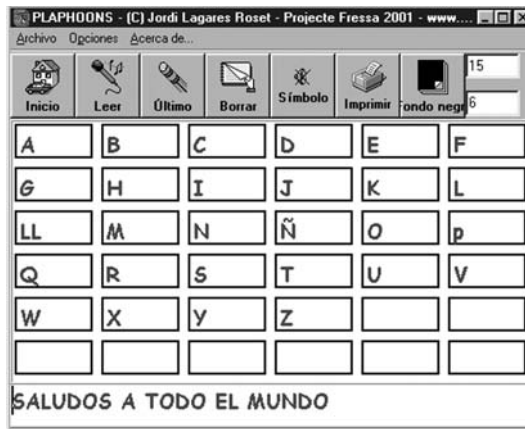 PLAPHOONS - (C) Jordi Lagares Roset - Projecte Fressa 2001 - www....
Archivo Opciones Acerca de...
Inicio Leer Último Borrar Símbolo Imprimir Fondo negr 15
6
A B C D E F
G H I J K L
LL M N Ñ O p
Q R S T U V
W X Y Z
SALUDOS A TODO EL MUNDO